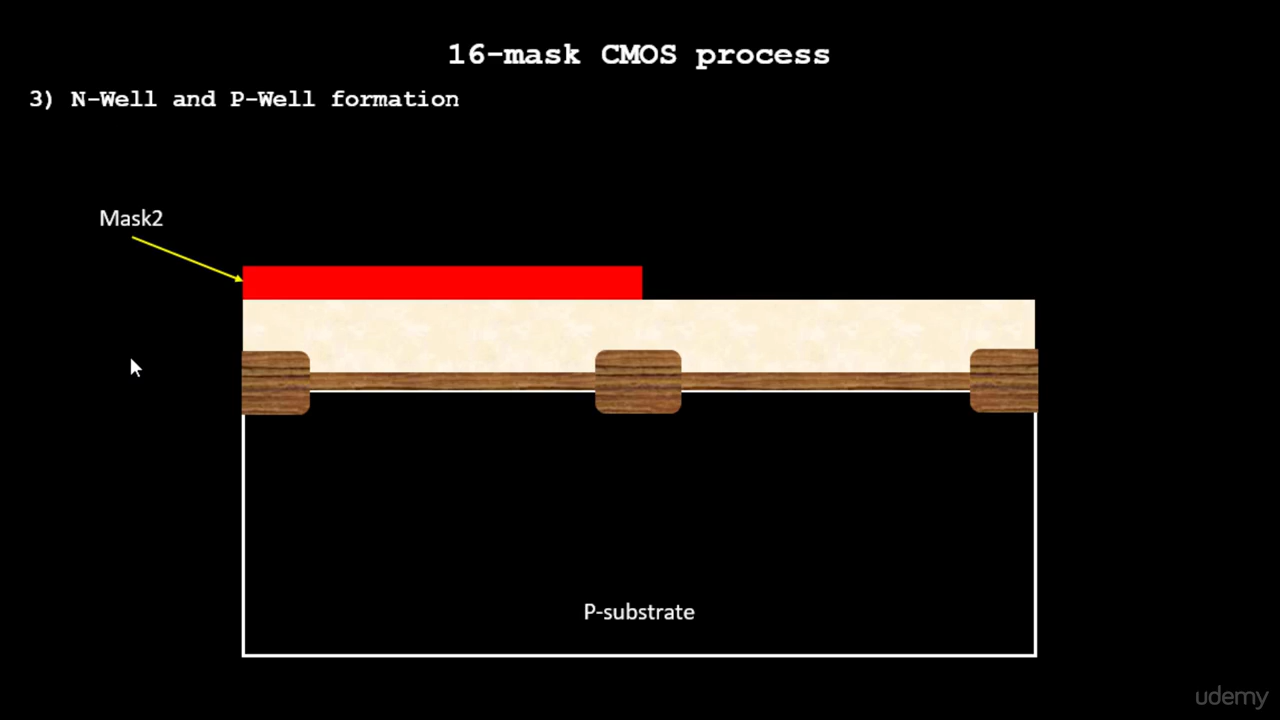 16-mask CMOS process
3) N-Well and P-Well formation
Mask2
P-substrate
udemy